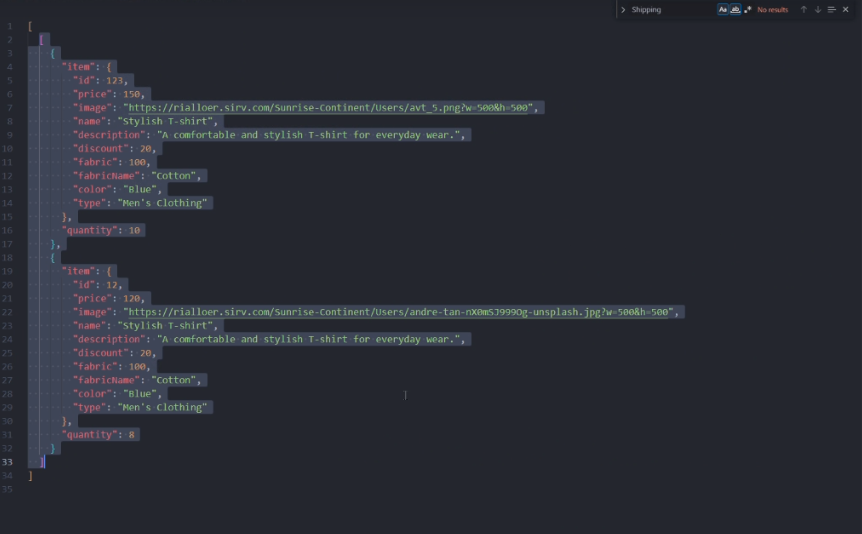 Shipping
Aa ab .* No results
1 [
2 [
3 {
4 "item": {
5 "id": 123,
6 "price": 150,
7 "image": "https://rialloer.sirv.com/Sunrise-Continent/Users/avt_5.png?w=500&h=500",
8 "name": "Stylish T-shirt",
9 "description": "A comfortable and stylish T-shirt for everyday wear.",
10 "discount": 20,
11 "fabric": 100,
12 "fabricName": "Cotton",
13 "color": "Blue",
14 "type": "Men's Clothing"
15 },
16 "quantity": 10
17 },
18 {
19 "item": {
20 "id": 12,
21 "price": 120,
22 "image": "https://rialloer.sirv.com/Sunrise-Continent/Users/andre-tan-nX0mSJ999Og-unsplash.jpg?w=500&h=500",
23 "name": "Stylish T-shirt",
24 "description": "A comfortable and stylish T-shirt for everyday wear.",
25 "discount": 20,
26 "fabric": 100,
27 "fabricName": "Cotton",
28 "color": "Blue",
29 "type": "Men's Clothing"
30 },
31 "quantity": 8
32 }
33 ]
34 ]
35